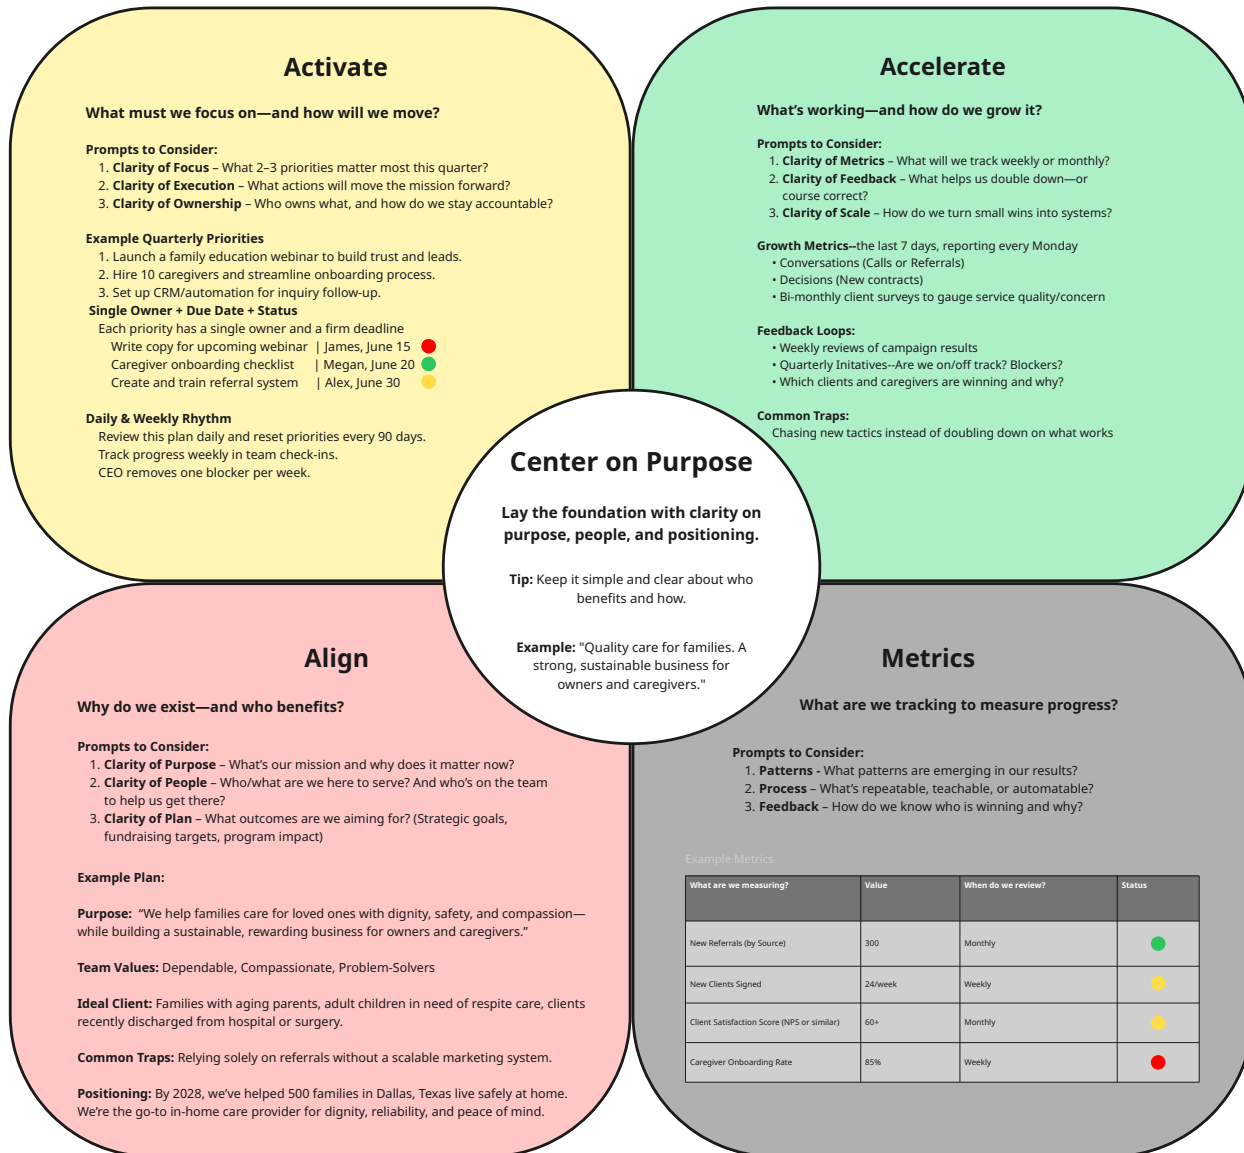 Activate
What must we focus on—and how will we move?
Prompts to Consider:
1. Clarity of Focus – What 2–3 priorities matter most this quarter?
2. Clarity of Execution – What actions will move the mission forward?
3. Clarity of Ownership – Who owns what, and how do we stay accountable?
Example Quarterly Priorities
1. Launch a family education webinar to build trust and leads.
2. Hire 10 caregivers and streamline onboarding process.
3. Set up CRM/automation for inquiry follow-up.
Single Owner + Due Date + Status
Each priority has a single owner and a firm deadline
Write copy for upcoming webinar | James, June 15
Caregiver onboarding checklist | Megan, June 20
Create and train referral system | Alex, June 30
Daily & Weekly Rhythm
Review this plan daily and reset priorities every 90 days.
Track progress weekly in team check-ins.
CEO removes one blocker per week.
Accelerate
What's working—and how do we grow it?
Prompts to Consider:
1. Clarity of Metrics – What will we track weekly or monthly?
2. Clarity of Feedback – What helps us double down—or
course correct?
3. Clarity of Scale – How do we turn small wins into systems?
Growth Metrics--the last 7 days, reporting every Monday
• Conversations (Calls or Referrals)
• Decisions (New contracts)
• Bi-monthly client surveys to gauge service quality/concern
Feedback Loops:
• Weekly reviews of campaign results
• Quarterly Initatives--Are we on/off track? Blockers?
• Which clients and caregivers are winning and why?
Common Traps:
Chasing new tactics instead of doubling down on what works
Center on Purpose
Lay the foundation with clarity on
purpose, people, and positioning.
Tip: Keep it simple and clear about who
benefits and how.
Example: "Quality care for families. A
strong, sustainable business for
owners and caregivers."
Align
Why do we exist—and who benefits?
Prompts to Consider:
1. Clarity of Purpose – What's our mission and why does it matter now?
2. Clarity of People – Who/what are we here to serve? And who's on the team
to help us get there?
3. Clarity of Plan – What outcomes are we aiming for? (Strategic goals,
fundraising targets, program impact)
Example Plan:
Purpose: “We help families care for loved ones with dignity, safety, and compassion—
while building a sustainable, rewarding business for owners and caregivers.”
Team Values: Dependable, Compassionate, Problem-Solvers
Ideal Client: Families with aging parents, adult children in need of respite care, clients
recently discharged from hospital or surgery.
Common Traps: Relying solely on referrals without a scalable marketing system.
Positioning: By 2028, we've helped 500 families in Dallas, Texas live safely at home.
We're the go-to in-home care provider for dignity, reliability, and peace of mind.
Metrics
What are we tracking to measure progress?
Prompts to Consider:
1. Patterns - What patterns are emerging in our results?
2. Process – What's repeatable, teachable, or automatable?
3. Feedback – How do we know who is winning and why?
Example Metrics
What are we measuring? Value When do we review? Status
New Referrals (by Source) 300 Monthly
New Clients Signed 24/week Weekly
Client Satisfaction Score (NPS or similar) 60+ Monthly
Caregiver Onboarding Rate 85% Weekly